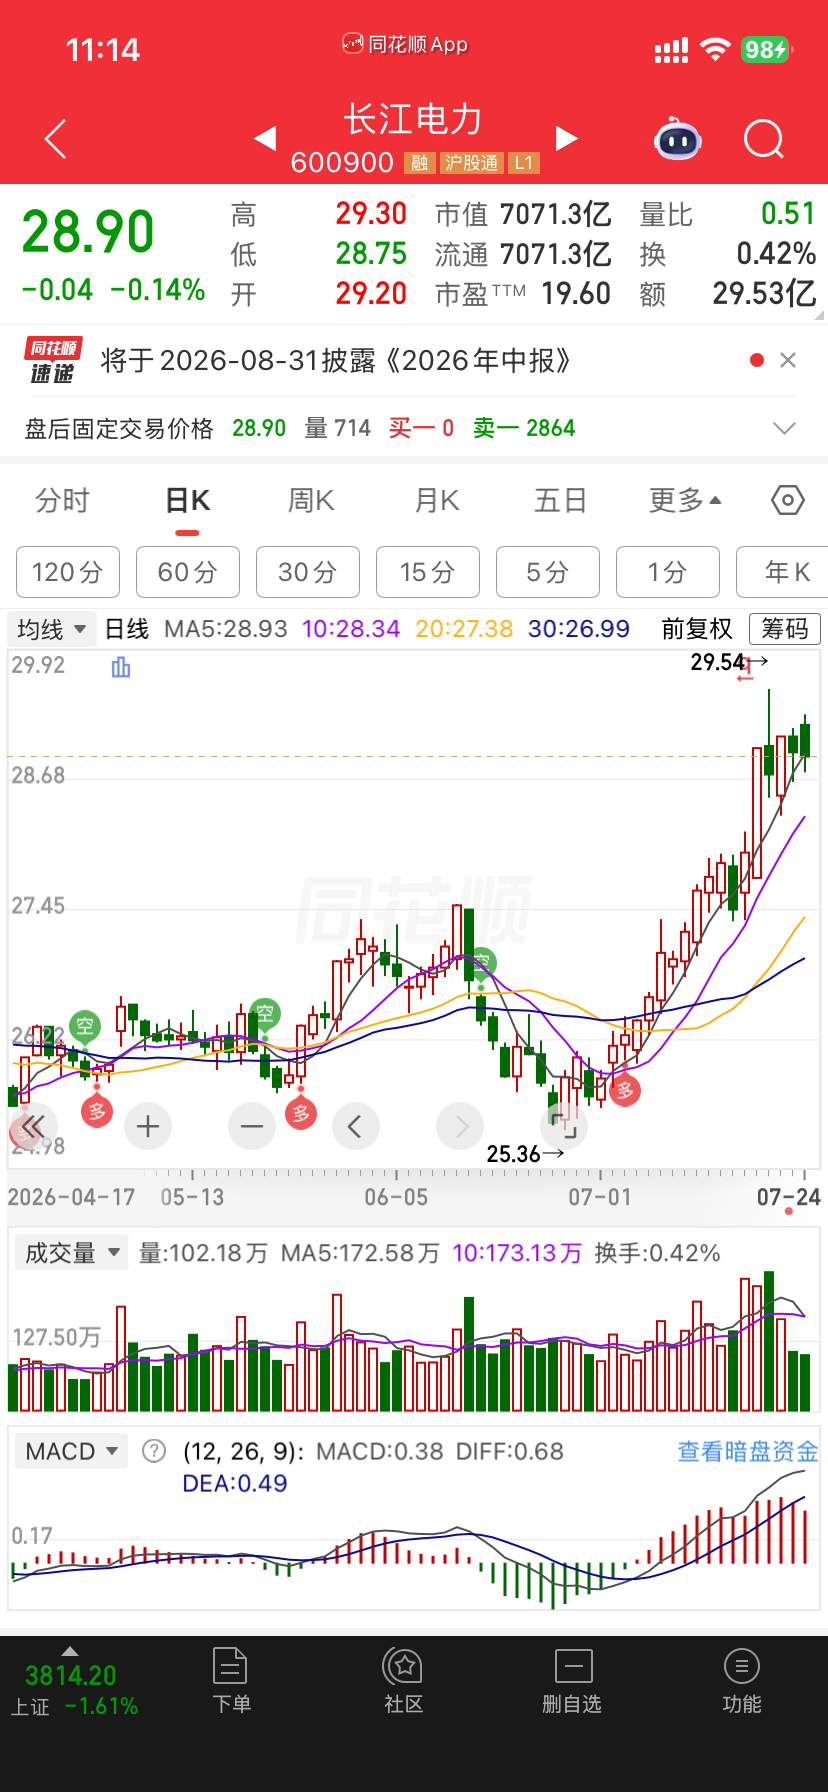 11:14
同花顺App
98
长江电力
600900 融 沪股通 L1
28.90
-0.04 -0.14%
高 29.30 市值 7071.3亿 量比 0.51
低 28.75 流通 7071.3亿 换 0.42%
开 29.20 市盈TTM 19.60 额 29.53亿
同花顺
速递
将于2026-08-31披露《2026年中报》
盘后固定交易价格 28.90 量 714 买一 0 卖一 2864
分时 日K 周K 月K 五日 更多
120分 60分 30分 15分 5分 1分 年K
均线 日线 MA5:28.93 10:28.34 20:27.38 30:26.99 前复权 筹码
29.92
29.54→
28.68
同花顺
27.45
空
空
空
26.22
多
多
多
24.98
25.36→
2026-04-17 05-13 06-05 07-01 07-24
成交量 量:102.18万 MA5:172.58万 10:173.13万 换手:0.42%
127.50万
MACD ? (12, 26, 9): MACD:0.38 DIFF:0.68 查看暗盘资金
DEA:0.49
0.17
3814.20
上证 -1.61%
下单
社区
删自选
功能